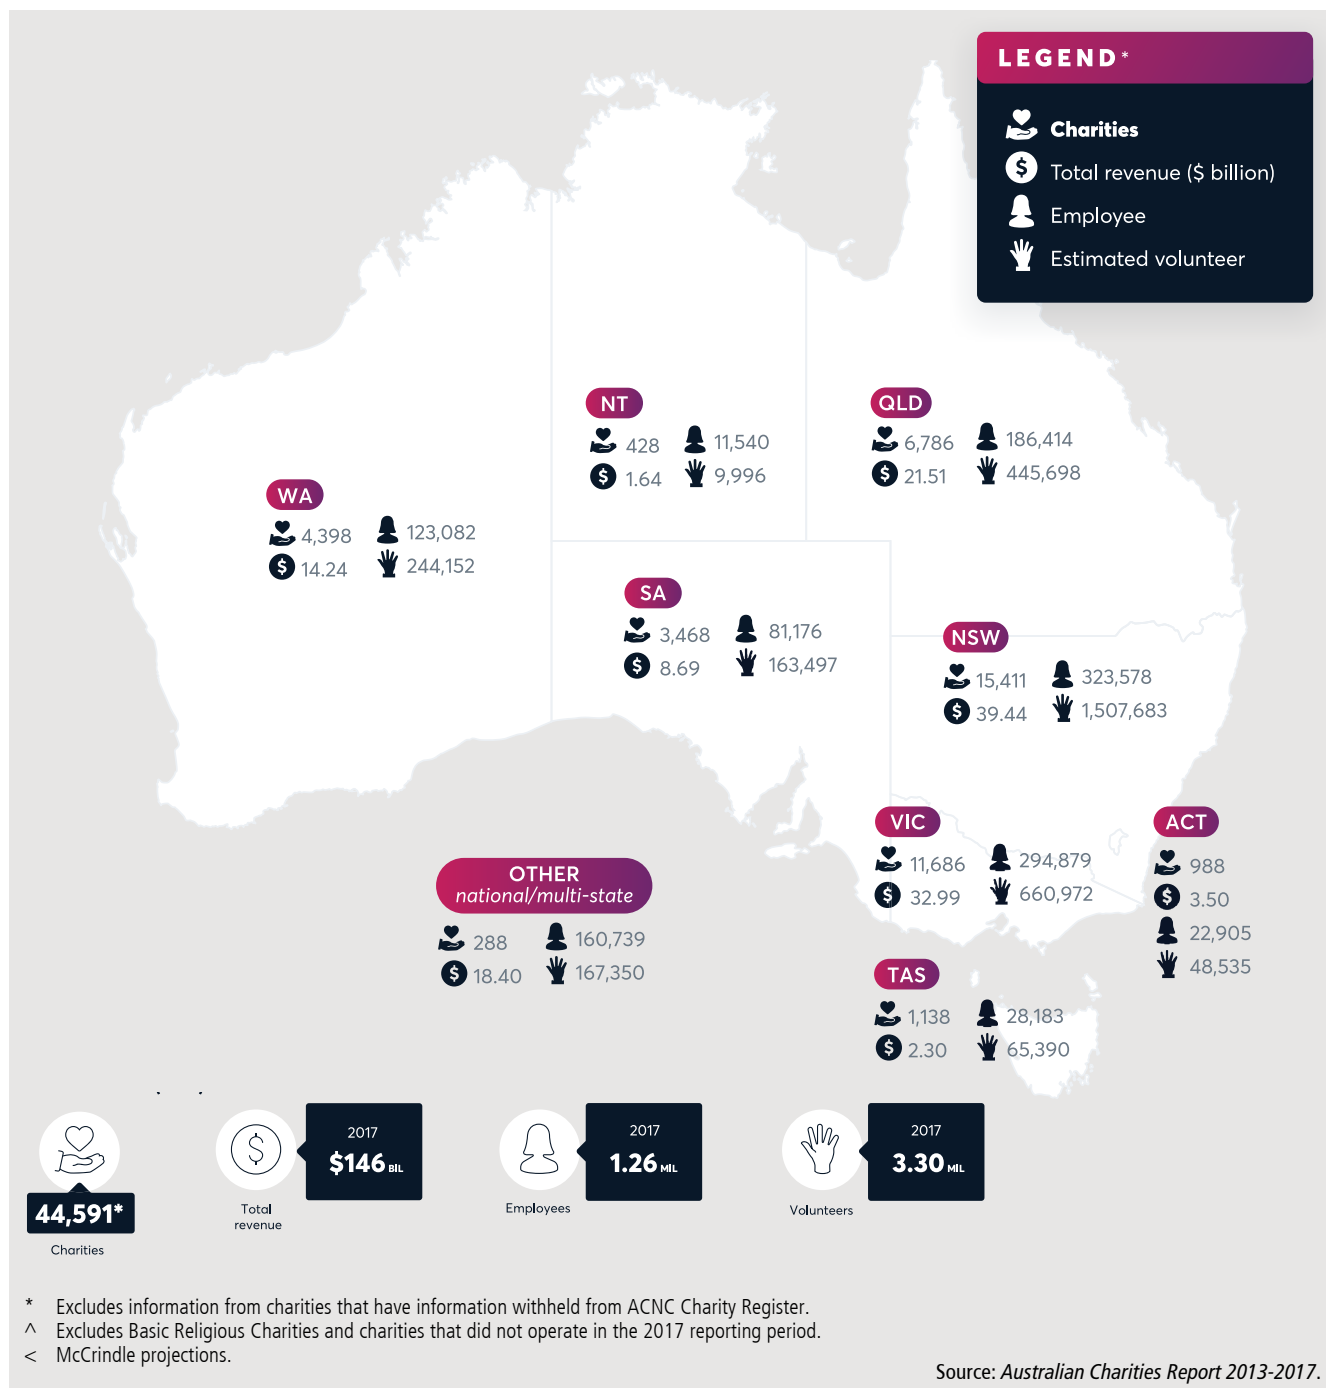 LEGEND*
Charities
Total revenue ($ billion)
Employee
Estimated volunteer
NT
428 11,540
1.64 9,996
QLD
6,786 186,414
21.51 445,698
WA
4,398 123,082
14.24 244,152
SA
3,468 81,176
8.69 163,497
NSW
15,411 323,578
39.44 1,507,683
VIC
11,686 294,879
32.99 660,972
ACT
988
3.50
22,905
48,535
OTHER
national/multi-state
288 160,739
18.40 167,350
TAS
1,138 28,183
2.30 65,390
44,591*
Charities
2017
$146 BIL
Total
revenue
2017
1.26 MIL
Employees
2017
3.30 MIL
Volunteers
* Excludes information from charities that have information withheld from ACNC Charity Register.
^ Excludes Basic Religious Charities and charities that did not operate in the 2017 reporting period.
< McCrindle projections.
Source: Australian Charities Report 2013-2017.